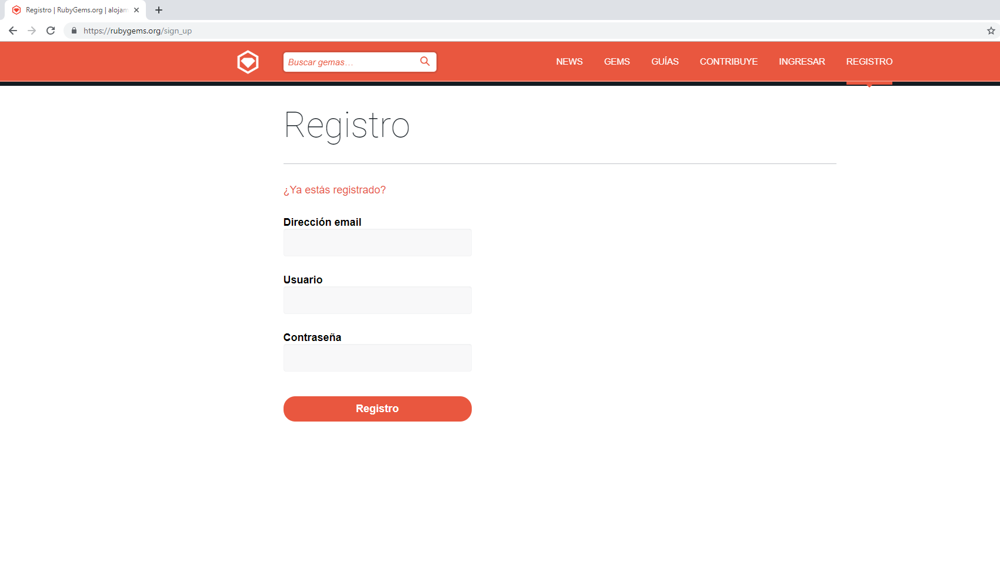 Registro | RubyGems.org | alojam
https://rubygems.org/sign_up
Buscar gemas…
NEWS
GEMS
GUÍAS
CONTRIBUYE
INGRESAR
REGISTRO
Registro
¿Ya estás registrado?
Dirección email
Usuario
Contraseña
Registro